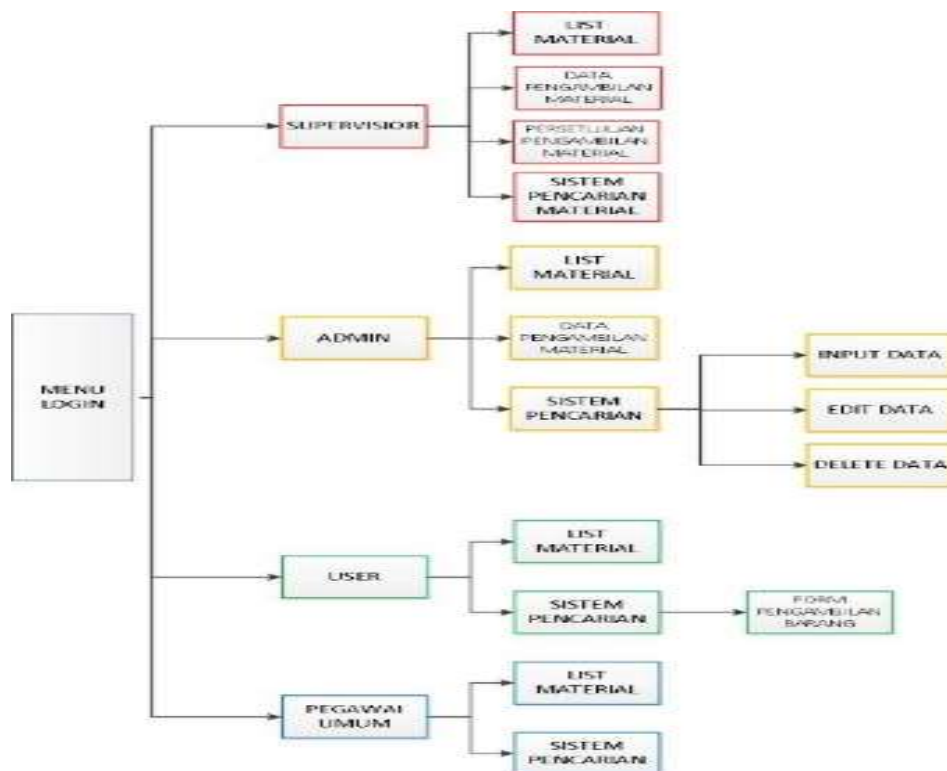 LIST
MATERIAL
DATA
PENGAMBILAN
MATERIAL
SUPERVISIOR
PERSETUJUAN
PENGAMBILAN
MATERIAL
SISTEM
PENCARIAN
MATERIAL
LIST
MATERIAL
ADMIN
DATA
PENGAMBILAN
MATERIAL
INPUT DATA
MENU
LOGIN
SISTEM
PENCARIAN
EDIT DATA
DELETE DATA
LIST
MATERIAL
USER
SISTEM
PENCARIAN
FORM
PENGAMBILAN
BARANG
LIST
MATERIAL
PEGAWAI
UMUM
SISTEM
PENCARIAN